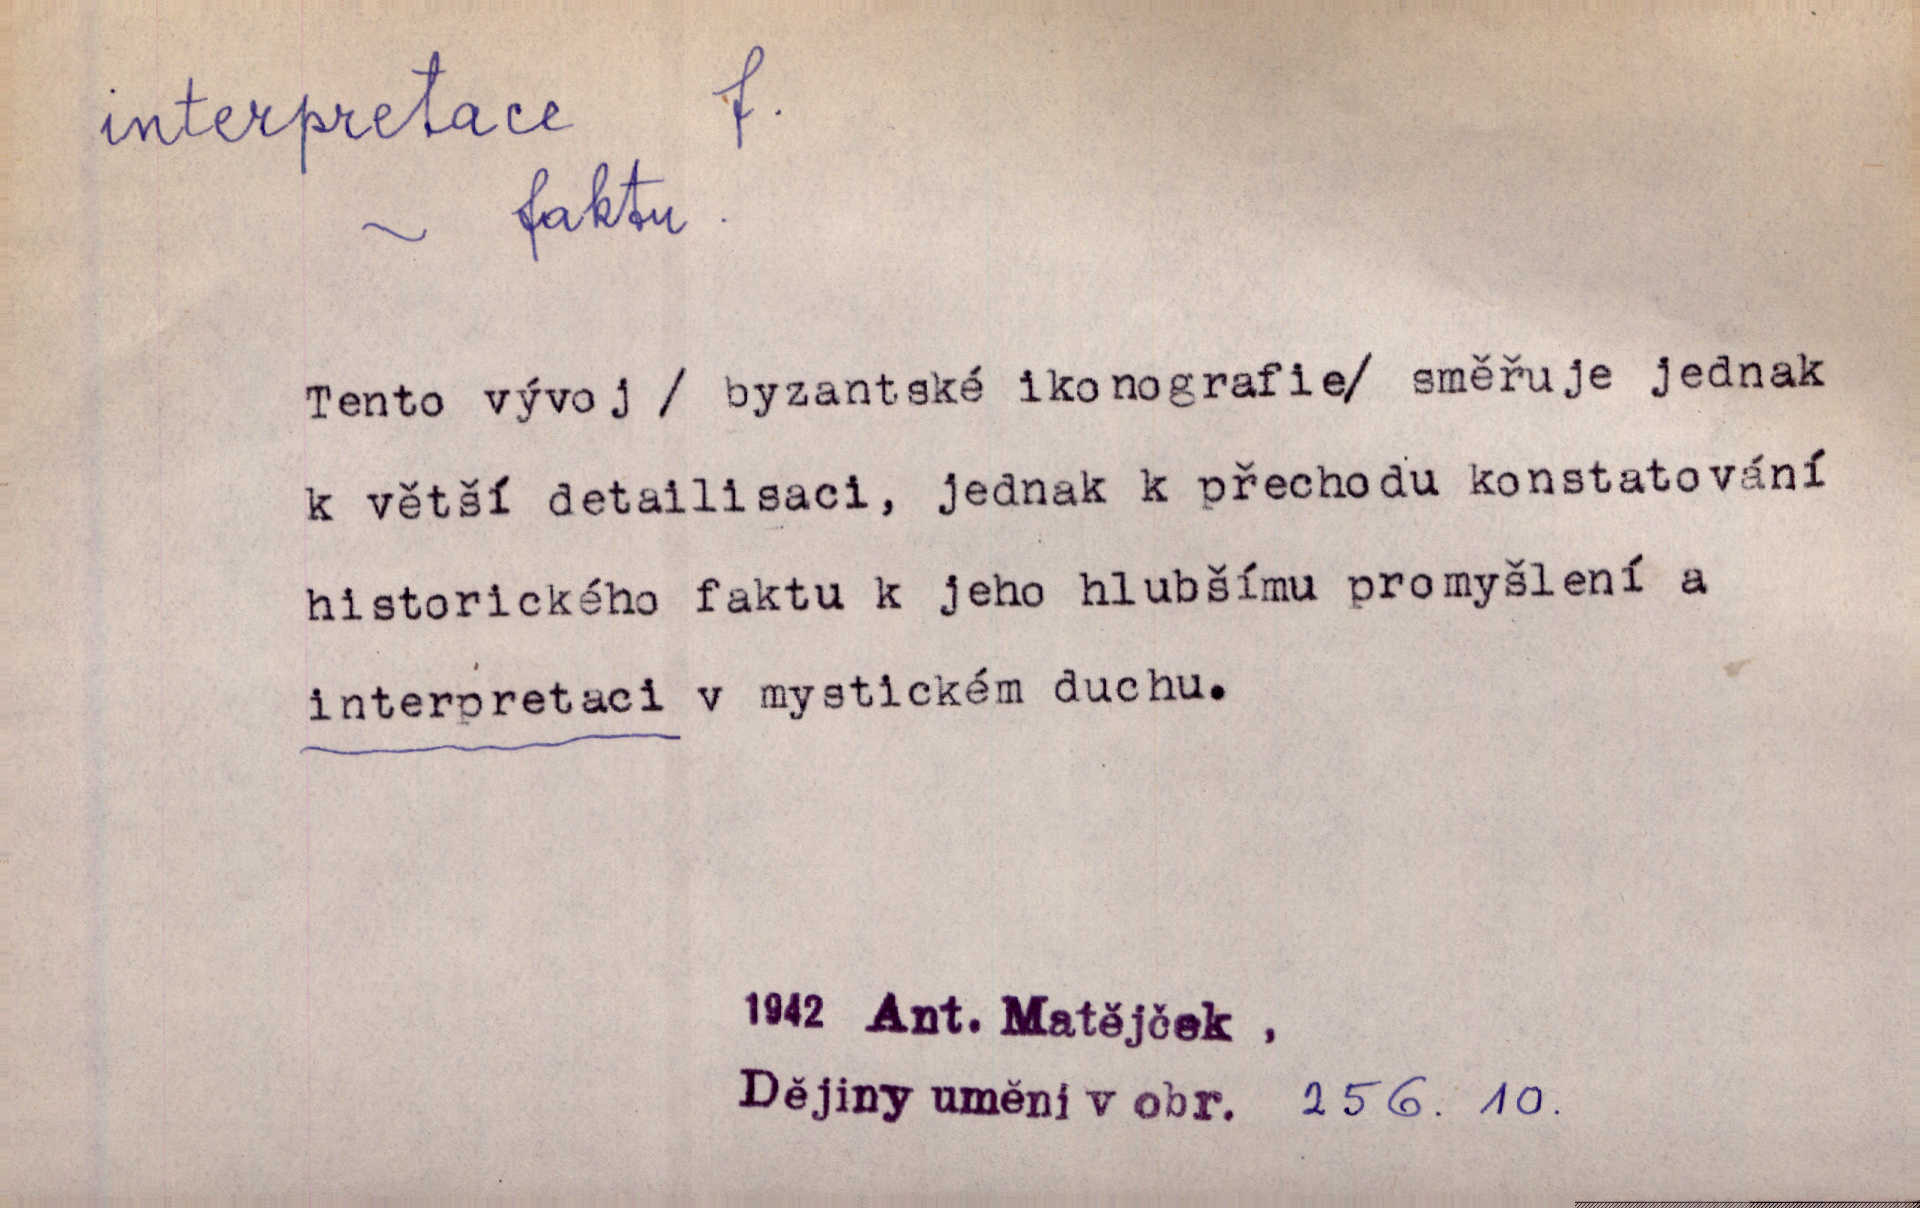 interpretace f.
~ faktu.
Tento vývoj / byzantské ikonografie/ směřuje jednak
k větší detailisaci, jednak k přechodu konstatování
historického faktu k jeho hlubšímu promyšlení a
interpretaci v mystickém duchu.
1942 Ant. Matějček,
Dějiny uměni v obr. 256. 10.